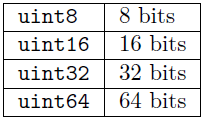 uint8 8 bits
uint16 16 bits
uint32 32 bits
uint64 64 bits